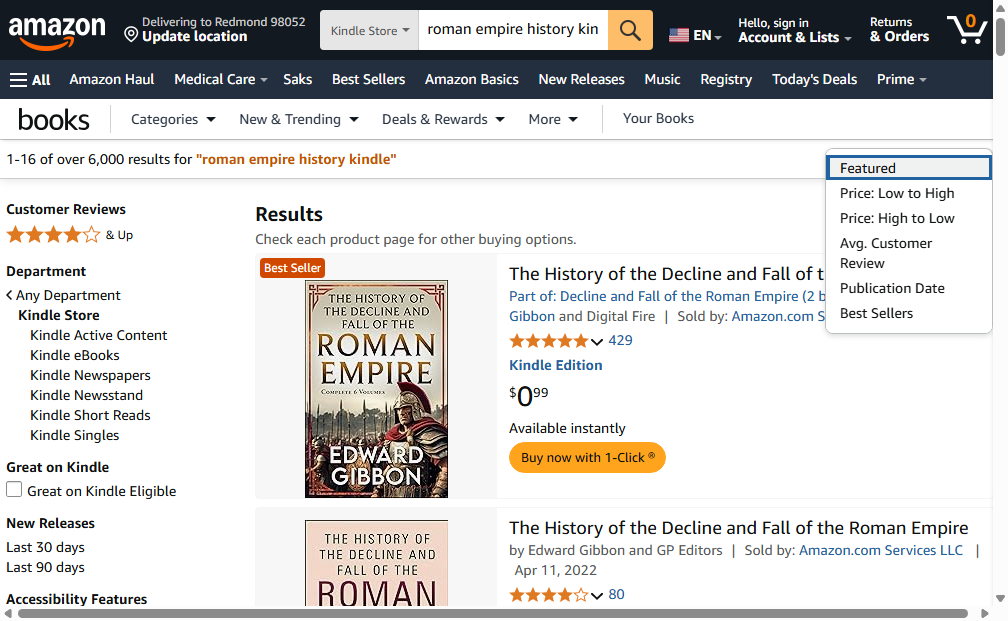 amazon
Delivering to Redmond 98052
Update location
Kindle Store
roman empire history kin
EN
Hello, sign in
Account & Lists
Returns
& Orders
0
All
Amazon Haul
Medical Care
Saks
Best Sellers
Amazon Basics
New Releases
Music
Registry
Today's Deals
Prime
books
Categories
New & Trending
Deals & Rewards
More
Your Books
1-16 of over 6,000 results for "roman empire history kindle"
Featured
Price: Low to High
Price: High to Low
Avg. Customer
Review
Publication Date
Best Sellers
Customer Reviews
& Up
Department
Any Department
Kindle Store
Kindle Active Content
Kindle eBooks
Kindle Newspapers
Kindle Newsstand
Kindle Short Reads
Kindle Singles
Great on Kindle
Great on Kindle Eligible
New Releases
Last 30 days
Last 90 days
Accessibility Features
Results
Check each product page for other buying options.
Best Seller
THE HISTORY OF
THE DECLINE AND
FALL OF THE
ROMAN
EMPIRE
COMPLETE 6 VOLUMES
EDWARD
GIBBON
The History of the Decline and Fall of t
Part of: Decline and Fall of the Roman Empire (2 b
Gibbon and Digital Fire | Sold by: Amazon.com S
429
Kindle Edition
$0.99
Available instantly
Buy now with 1-Click ®
THE HISTORY OF
THE DECLINE AND
FALL OF THE
ROMAN
The History of the Decline and Fall of the Roman Empire
by Edward Gibbon and GP Editors | Sold by: Amazon.com Services LLC |
Apr 11, 2022
80